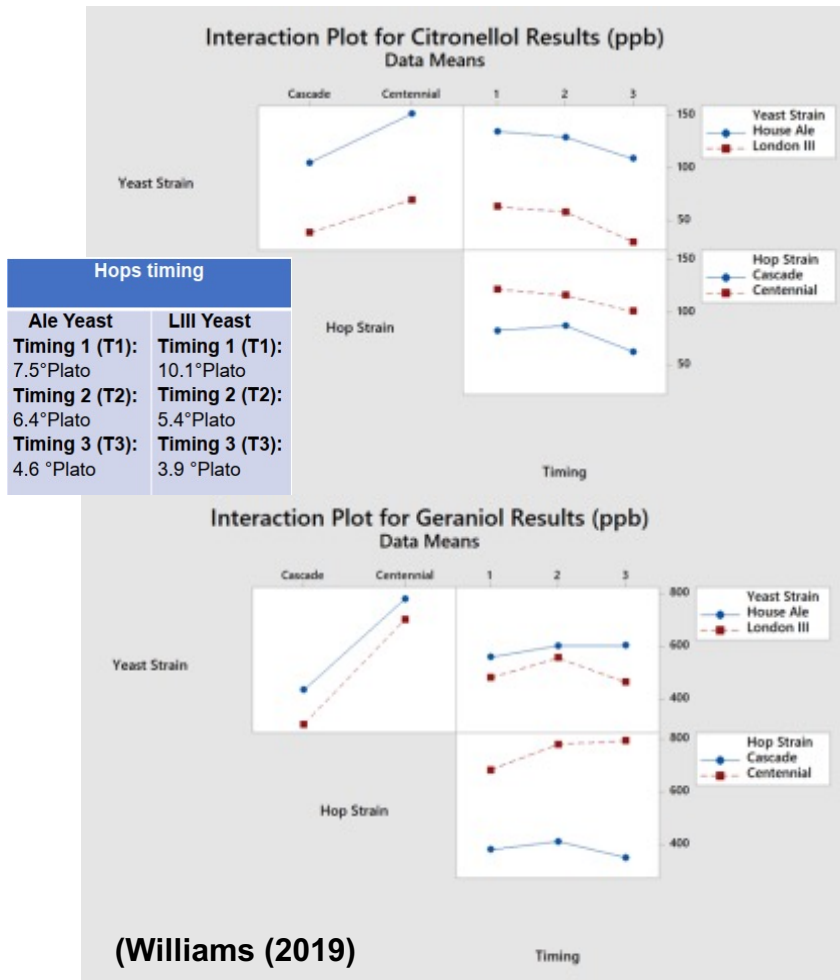 Interaction Plot for Citronellol Results (ppb)
Data Means
Cascade Centennial 1 2 3
150
100
50
Yeast Strain
House Ale
London III
Yeast Strain
150
100
50
Hop Strain
Cascade
Centennial
Hop Strain
Timing
Hops timing
Ale Yeast
Timing 1 (T1):
7.5°Plato
Timing 2 (T2):
6.4°Plato
Timing 3 (T3):
4.6 °Plato
LIII Yeast
Timing 1 (T1):
10.1°Plato
Timing 2 (T2):
5.4°Plato
Timing 3 (T3):
3.9 °Plato
Interaction Plot for Geraniol Results (ppb)
Data Means
Cascade Centennial 1 2 3
800
600
400
Yeast Strain
House Ale
London III
Yeast Strain
800
600
400
Hop Strain
Cascade
Centennial
Hop Strain
Timing
(Williams (2019)